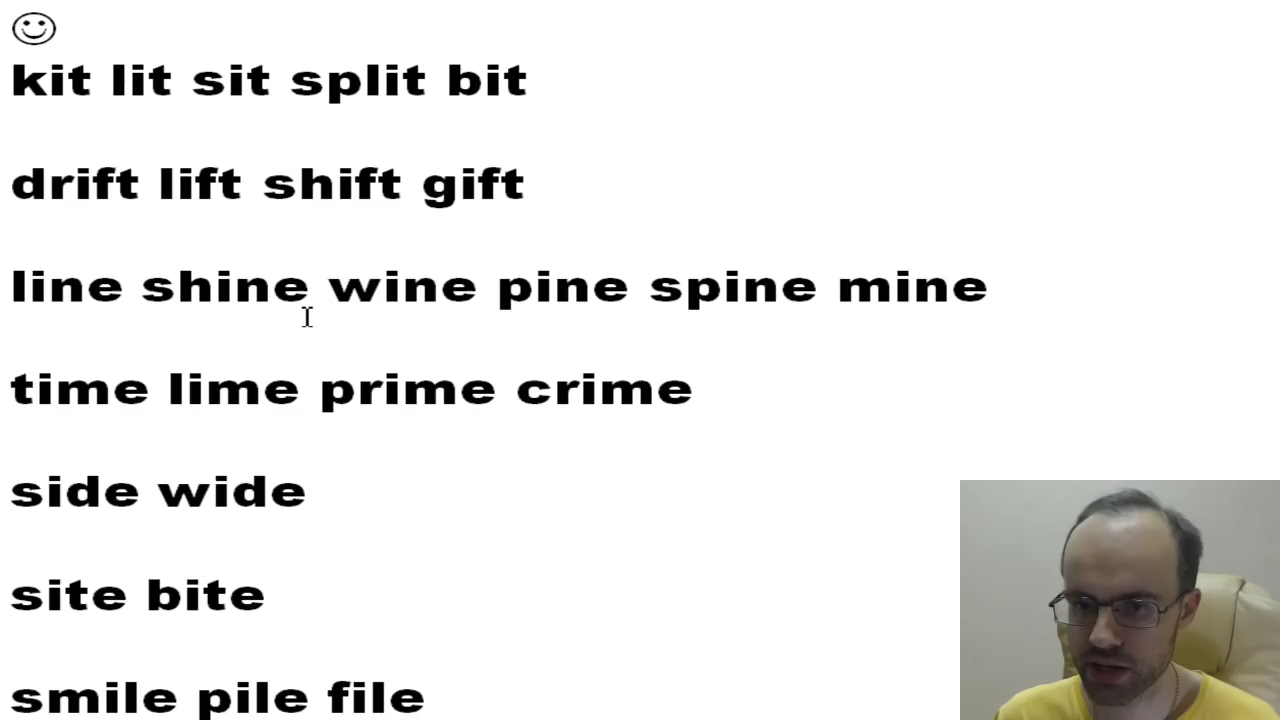 kit lit sit split bit
drift lift shift gift
line shine wine pine spine mine
time lime prime crime
side wide
site bite
smile pile file